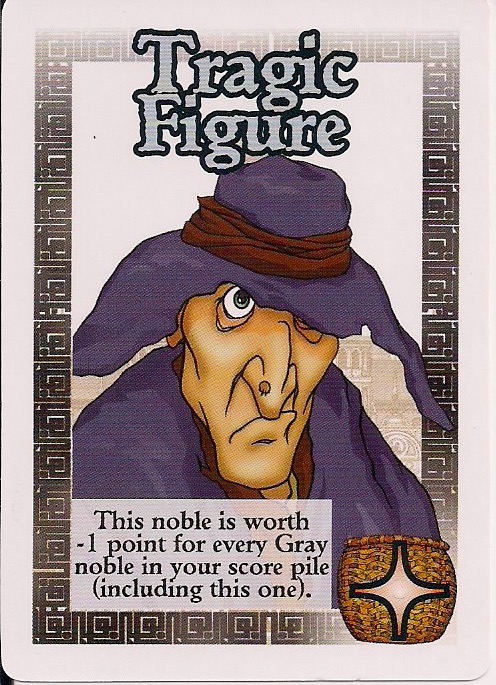 Tragic
Figure
This noble is worth
-1 point for every Gray
noble in your score pile
(including this one).